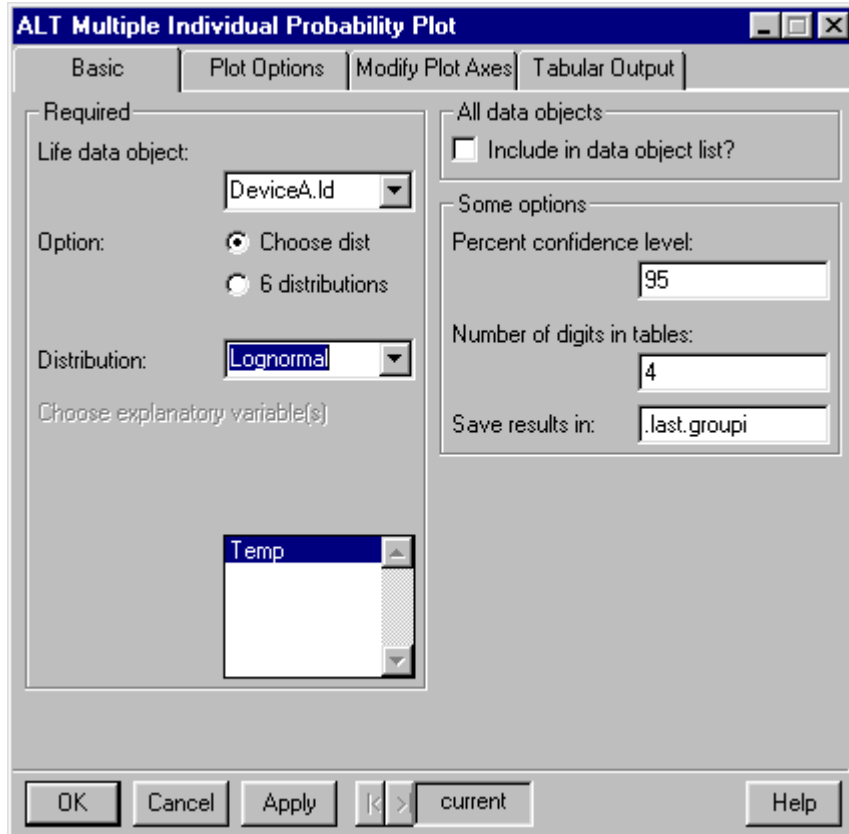 ALT Multiple Individual Probability Plot
Basic
Plot Options
Modify Plot Axes
Tabular Output
Required
Life data object:
DeviceA.ld
Option:
Choose dist
6 distributions
Distribution:
Lognormal
Choose explanatory variable(s)
Temp
All data objects
Include in data object list?
Some options
Percent confidence level:
95
Number of digits in tables:
4
Save results in:
.last.groupi
OK
Cancel
Apply
current
Help